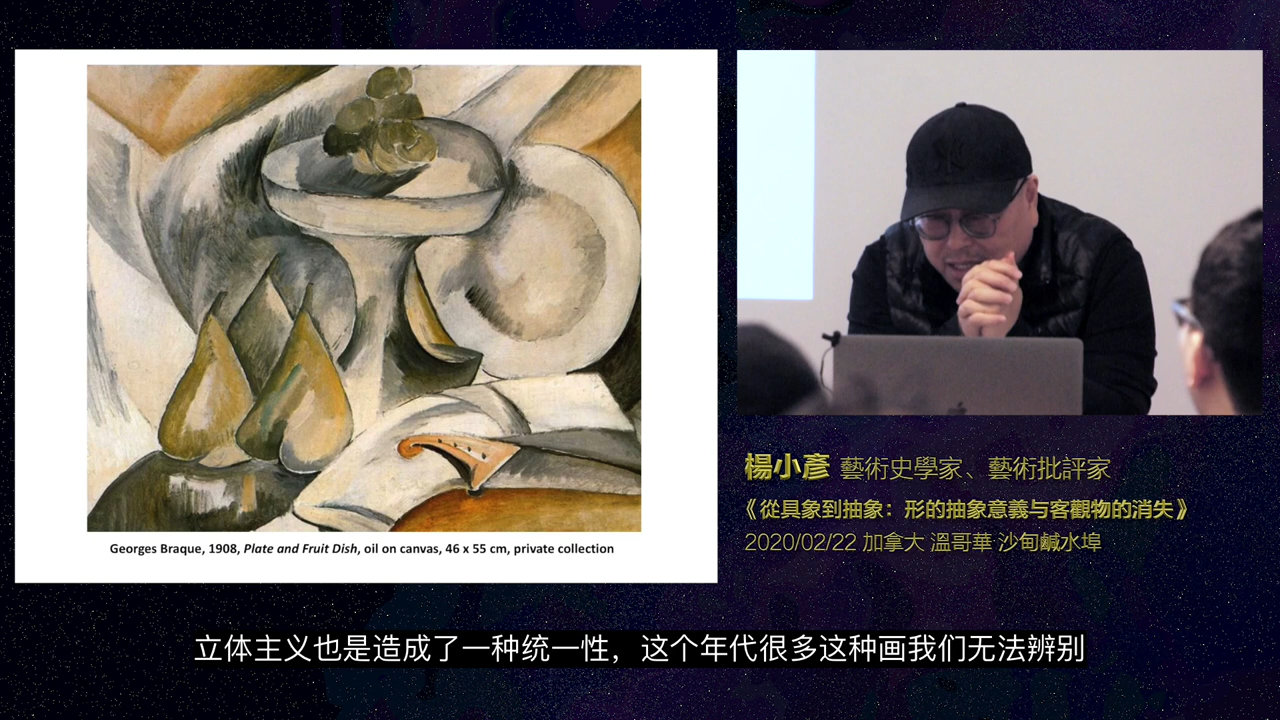 Georges Braque, 1908, Plate and Fruit Dish, oil on canvas, 46 x 55 cm, private collection
楊小彥 藝術史學家、藝術批評家
《從具象到抽象：形的抽象意義与客觀物的消失》
2020/02/22 加拿大 溫哥華 沙甸鹹水埠
立体主义也是造成了一种统一性，这个年代很多这种画我们无法辨别